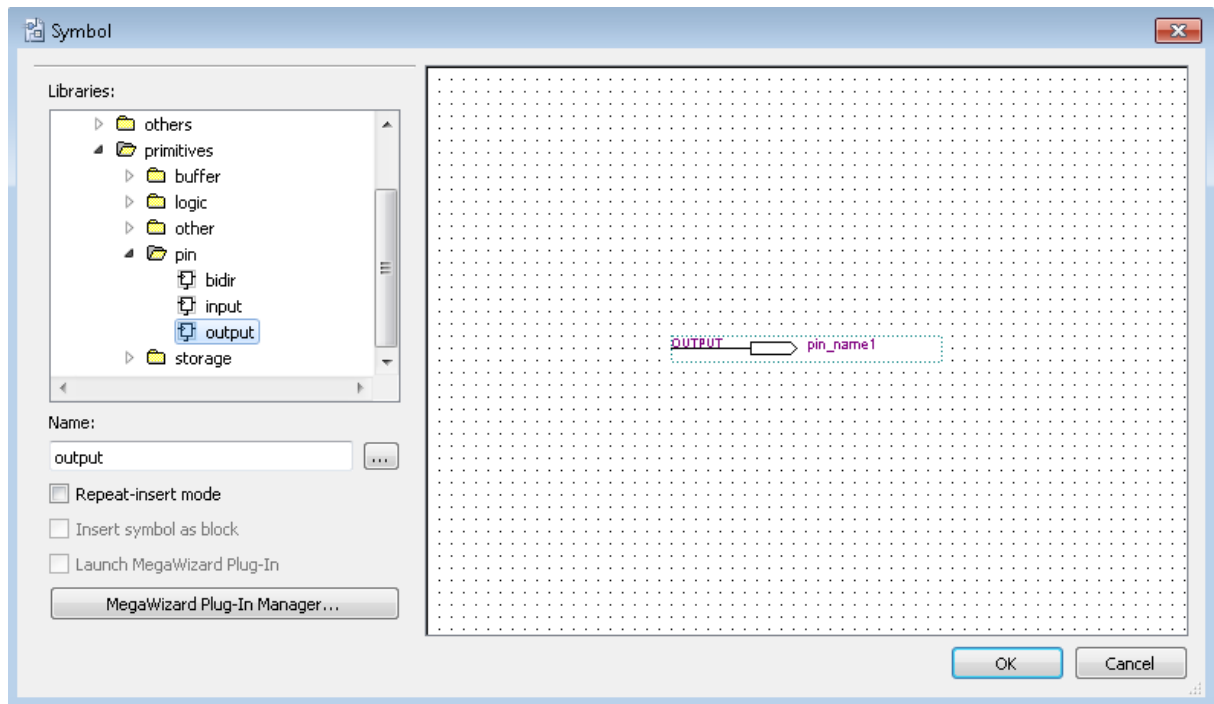 Symbol
Libraries:
others
primitives
buffer
logic
other
pin
bidir
input
output
storage
Name:
output
...
Repeat-insert mode
Insert symbol as block
Launch MegaWizard Plug-In
MegaWizard Plug-In Manager...
OUTPUT pin_name1
OK Cancel